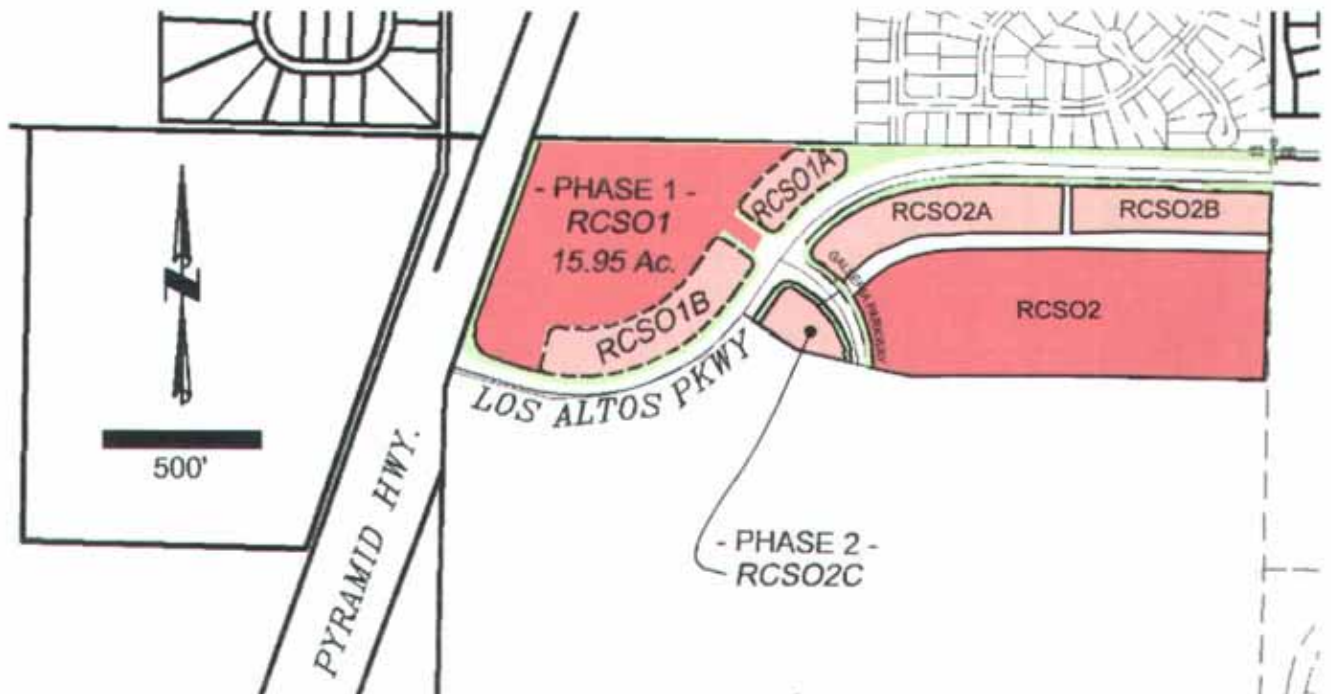 - PHASE 1 -
RCSO1
15.95 Ac.
RCSO1A
RCSO1B
RCSO2A
RCSO2B
RCSO2
PARKWAY
LOS ALTOS PKWY
N
500'
PYRAMID HWY.
- PHASE 2 -
RCSO2C